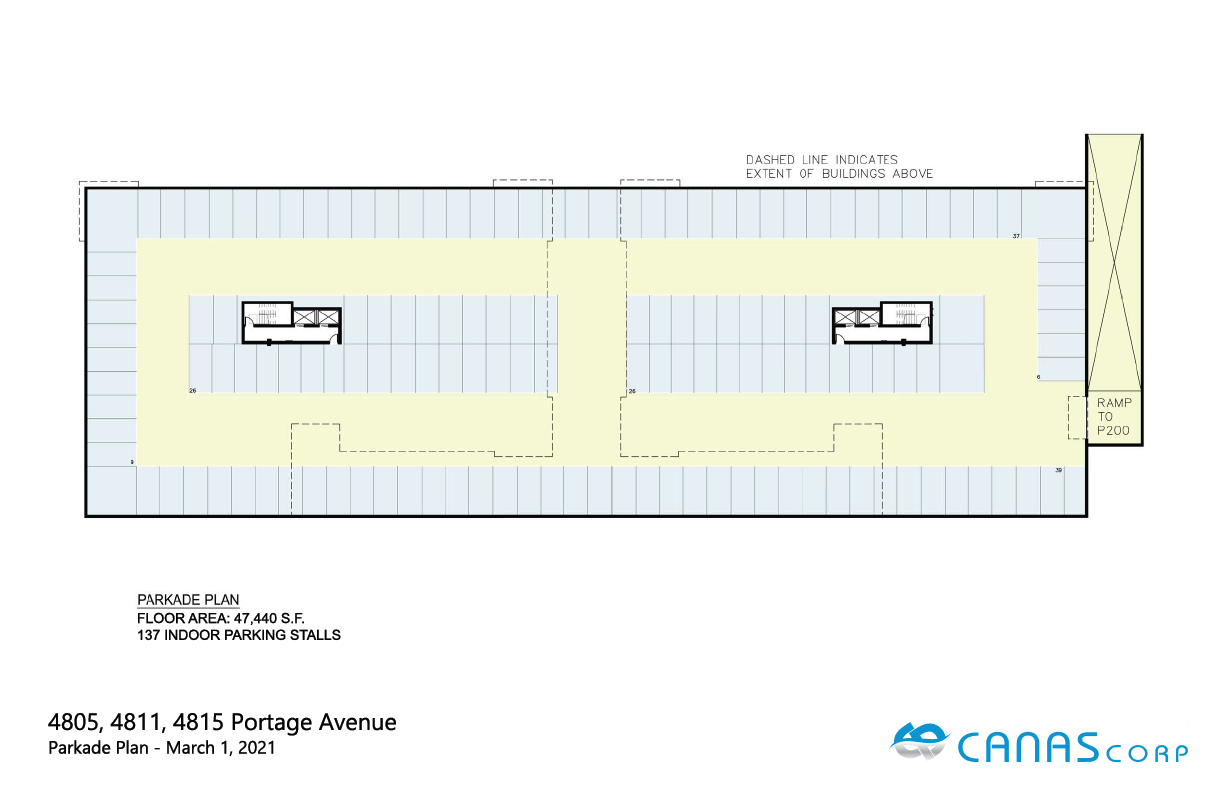 DASHED LINE INDICATES
EXTENT OF BUILDINGS ABOVE
37
26
26
6
RAMP
TO
P200
9
39
PARKADE PLAN
FLOOR AREA: 47,440 S.F.
137 INDOOR PARKING STALLS
4805, 4811, 4815 Portage Avenue
Parkade Plan - March 1, 2021
CANAS CORP